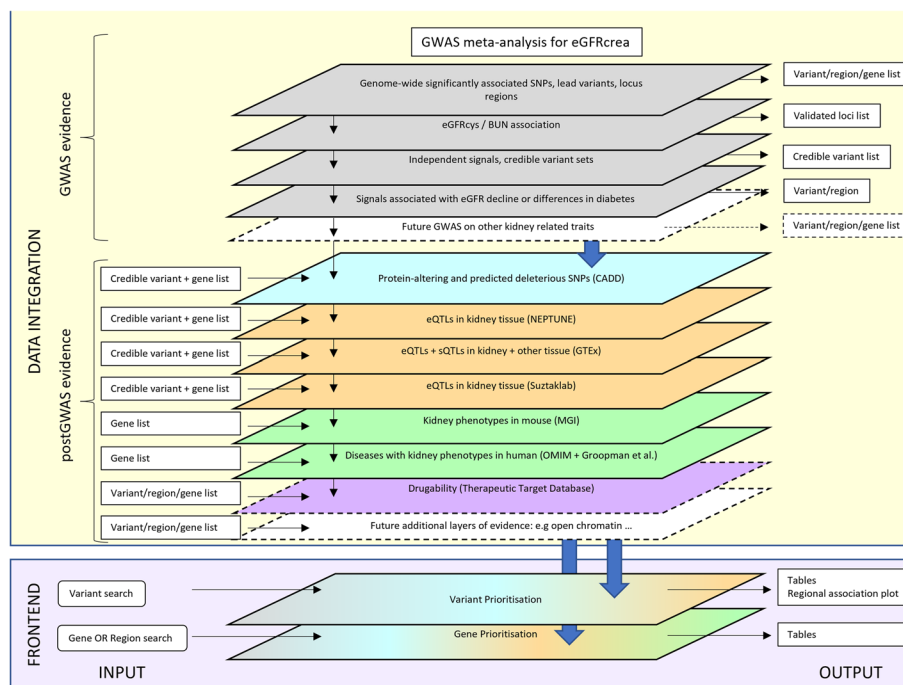 GWAS meta-analysis for eGFRcrea
GWAS evidence
Genome-wide significantly associated SNPs, lead variants, locus
regions
Variant/region/gene list
eGFRcys / BUN association
Validated loci list
Independent signals, credible variant sets
Credible variant list
Signals associated with eGFR decline or differences in diabetes
Variant/region
Future GWAS on other kidney related traits
Variant/region/gene list
DATA INTEGRATION
postGWAS evidence
Credible variant + gene list
Protein-altering and predicted deleterious SNPs (CADD)
Credible variant + gene list
eQTLs in kidney tissue (NEPTUNE)
Credible variant + gene list
eQTLs + sQTLs in kidney + other tissue (GTEx)
Credible variant + gene list
eQTLs in kidney tissue (Suztaklab)
Gene list
Kidney phenotypes in mouse (MGI)
Gene list
Diseases with kidney phenotypes in human (OMIM + Groopman et al.)
Variant/region/gene list
Drugability (Therapeutic Target Database)
Variant/region/gene list
Future additional layers of evidence: e.g open chromatin ...
FRONTEND
Variant search
Variant Prioritisation
Tables
Regional association plot
Gene OR Region search
Gene Prioritisation
Tables
INPUT
OUTPUT